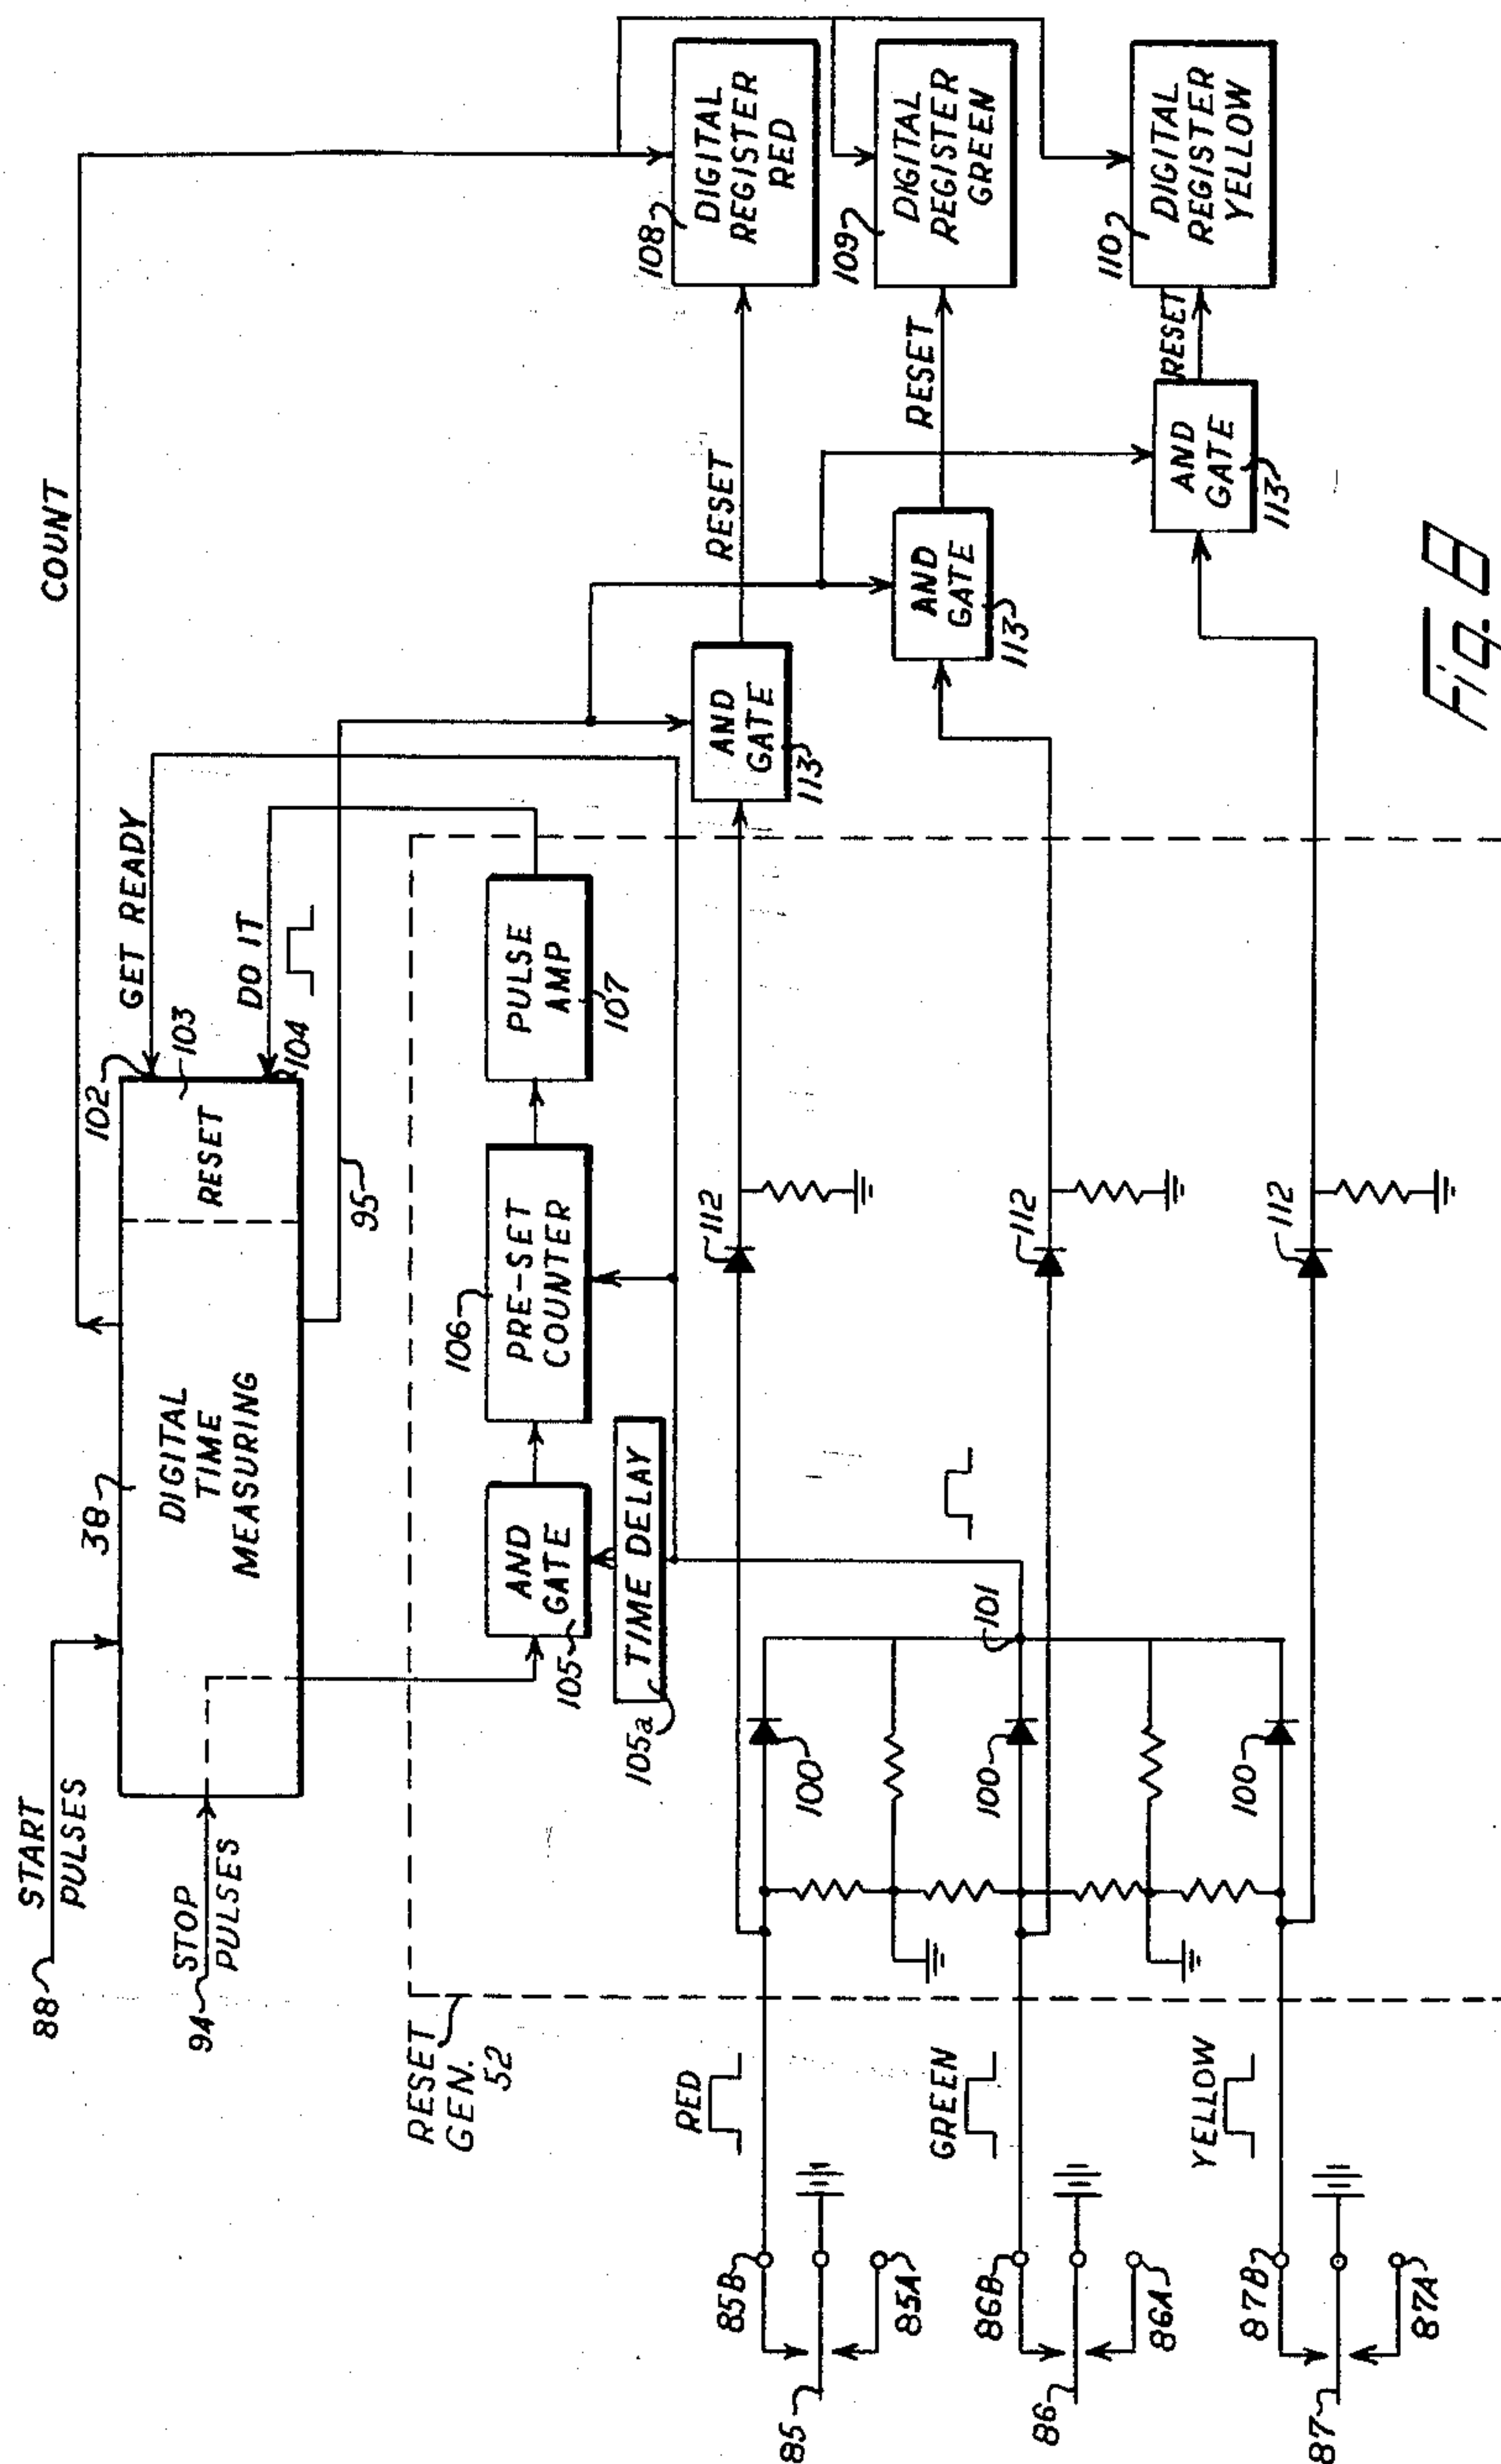 88
START
PULSES
94
STOP
PULSES
38
DIGITAL
TIME
MEASURING
RESET
102
103
104
GET READY
DO IT
COUNT
95
RESET
GEN.
52
105
AND
GATE
105a
TIME DELAY
106
PRE-SET
COUNTER
PULSE
AMP
107
108
DIGITAL
REGISTER
RED
109
DIGITAL
REGISTER
GREEN
110
DIGITAL
REGISTER
YELLOW
RESET
RESET
RESET
AND
GATE
113
AND
GATE
113
AND
GATE
113
112
112
112
100
100
100
101
RED
GREEN
YELLOW
85B
85
85A
86B
86
86A
87B
87
87A
Fig. 8